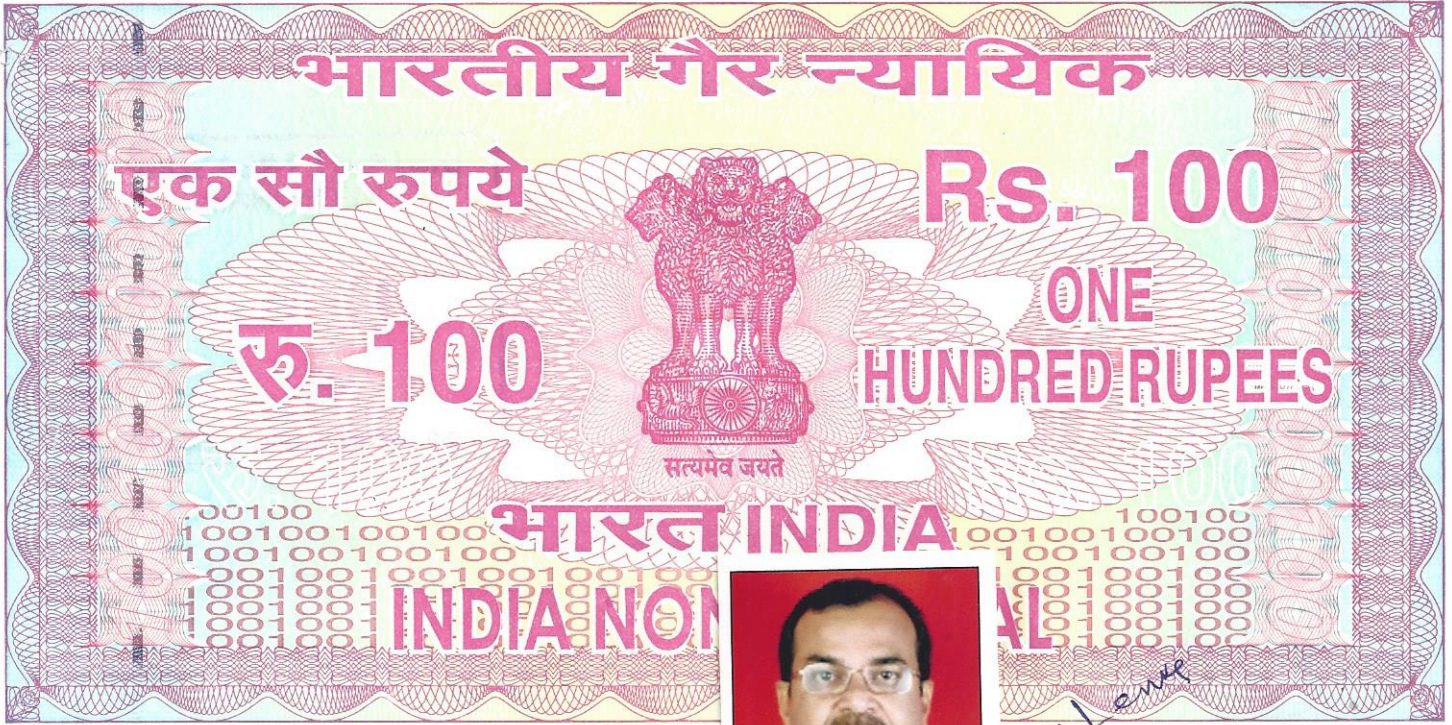 भारतीय गैर न्यायिक
एक सौ रुपये
Rs. 100
रु. 100
ONE
HUNDRED RUPEES
सत्यमेव जयते
भारत INDIA
INDIA NON AL